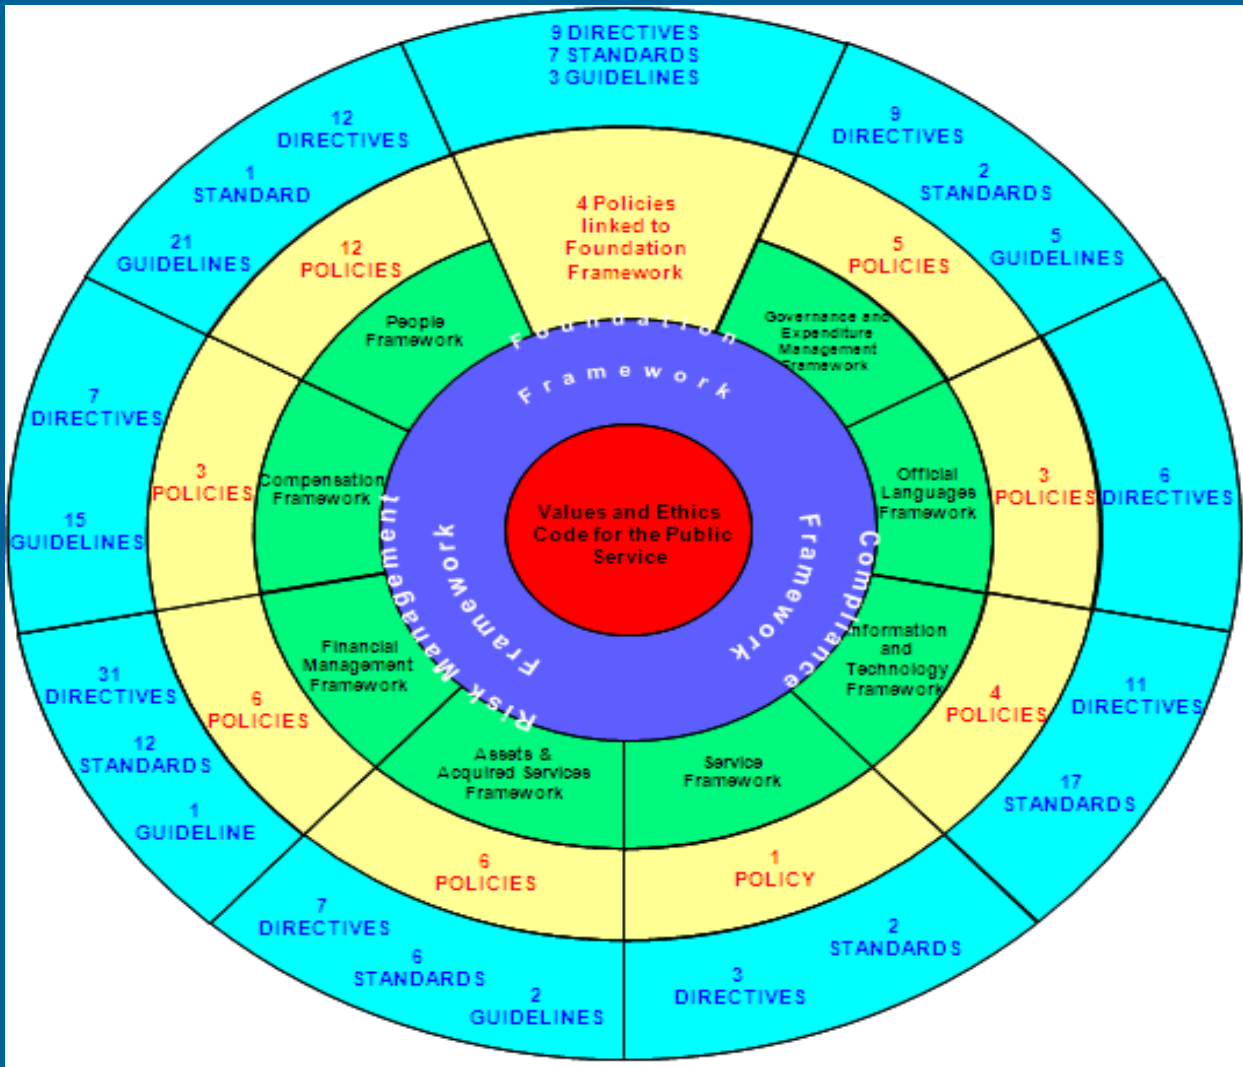 9 DIRECTIVES
7 STANDARDS
3 GUIDELINES
9
DIRECTIVES
2
STANDARDS
5
GUIDELINES
6
DIRECTIVES
11
DIRECTIVES
17
STANDARDS
2
STANDARDS
3
DIRECTIVES
7
DIRECTIVES
6
STANDARDS
2
GUIDELINES
31
DIRECTIVES
12
STANDARDS
1
GUIDELINE
7
DIRECTIVES
15
GUIDELINES
12
DIRECTIVES
1
STANDARD
21
GUIDELINES
4 Policies
linked to
Foundation
Framework
5
POLICIES
3
POLICIES
4
POLICIES
1
POLICY
6
POLICIES
6
POLICIES
3
POLICIES
12
POLICIES
Governance and
Expenditure
Management
Framework
Official
Languages
Framework
Information
and
Technology
Framework
Service
Framework
Assets &
Acquired Services
Framework
Financial
Management
Framework
Compensation
Framework
People
Framework
Foundation
Framework
Compliance
Framework
Risk Management
Framework
Values and Ethics
Code for the Public
Service